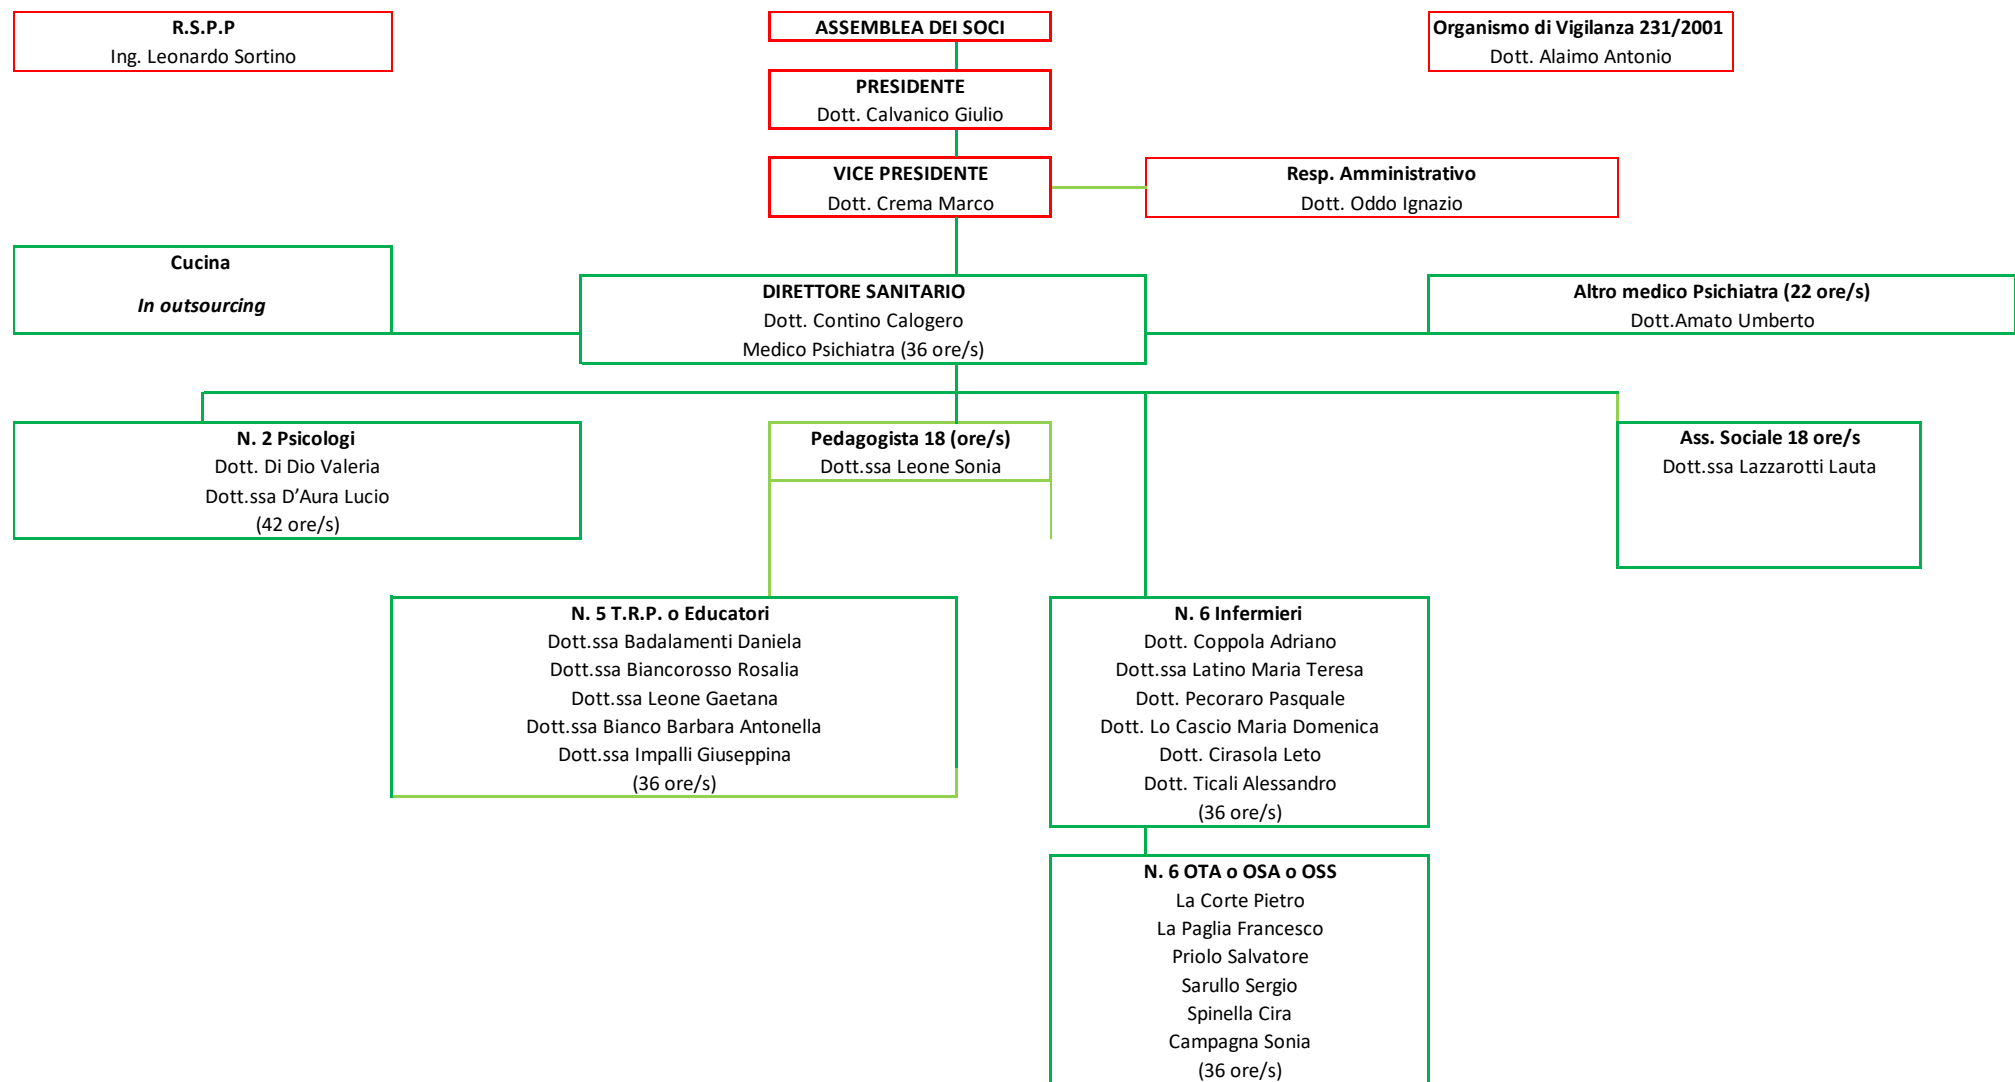 R.S.P.P
Ing. Leonardo Sortino
ASSEMBLEA DEI SOCI
Organismo di Vigilanza 231/2001
Dott. Alaimo Antonio
PRESIDENTE
Dott. Calvanico Giulio
VICE PRESIDENTE
Dott. Crema Marco
Resp. Amministrativo
Dott. Oddo Ignazio
Cucina
In outsourcing
DIRETTORE SANITARIO
Dott. Contino Calogero
Medico Psichiatra (36 ore/s)
Altro medico Psichiatra (22 ore/s)
Dott.Amato Umberto
N. 2 Psicologi
Dott. Di Dio Valeria
Dott.ssa D’Aura Lucio
(42 ore/s)
Pedagogista 18 (ore/s)
Dott.ssa Leone Sonia
Ass. Sociale 18 ore/s
Dott.ssa Lazzarotti Lauta
N. 5 T.R.P. o Educatori
Dott.ssa Badalamenti Daniela
Dott.ssa Biancorosso Rosalia
Dott.ssa Leone Gaetana
Dott.ssa Bianco Barbara Antonella
Dott.ssa Impalli Giuseppina
(36 ore/s)
N. 6 Infermieri
Dott. Coppola Adriano
Dott.ssa Latino Maria Teresa
Dott. Pecoraro Pasquale
Dott. Lo Cascio Maria Domenica
Dott. Cirasola Leto
Dott. Ticali Alessandro
(36 ore/s)
N. 6 OTA o OSA o OSS
La Corte Pietro
La Paglia Francesco
Priolo Salvatore
Sarullo Sergio
Spinella Cira
Campagna Sonia
(36 ore/s)